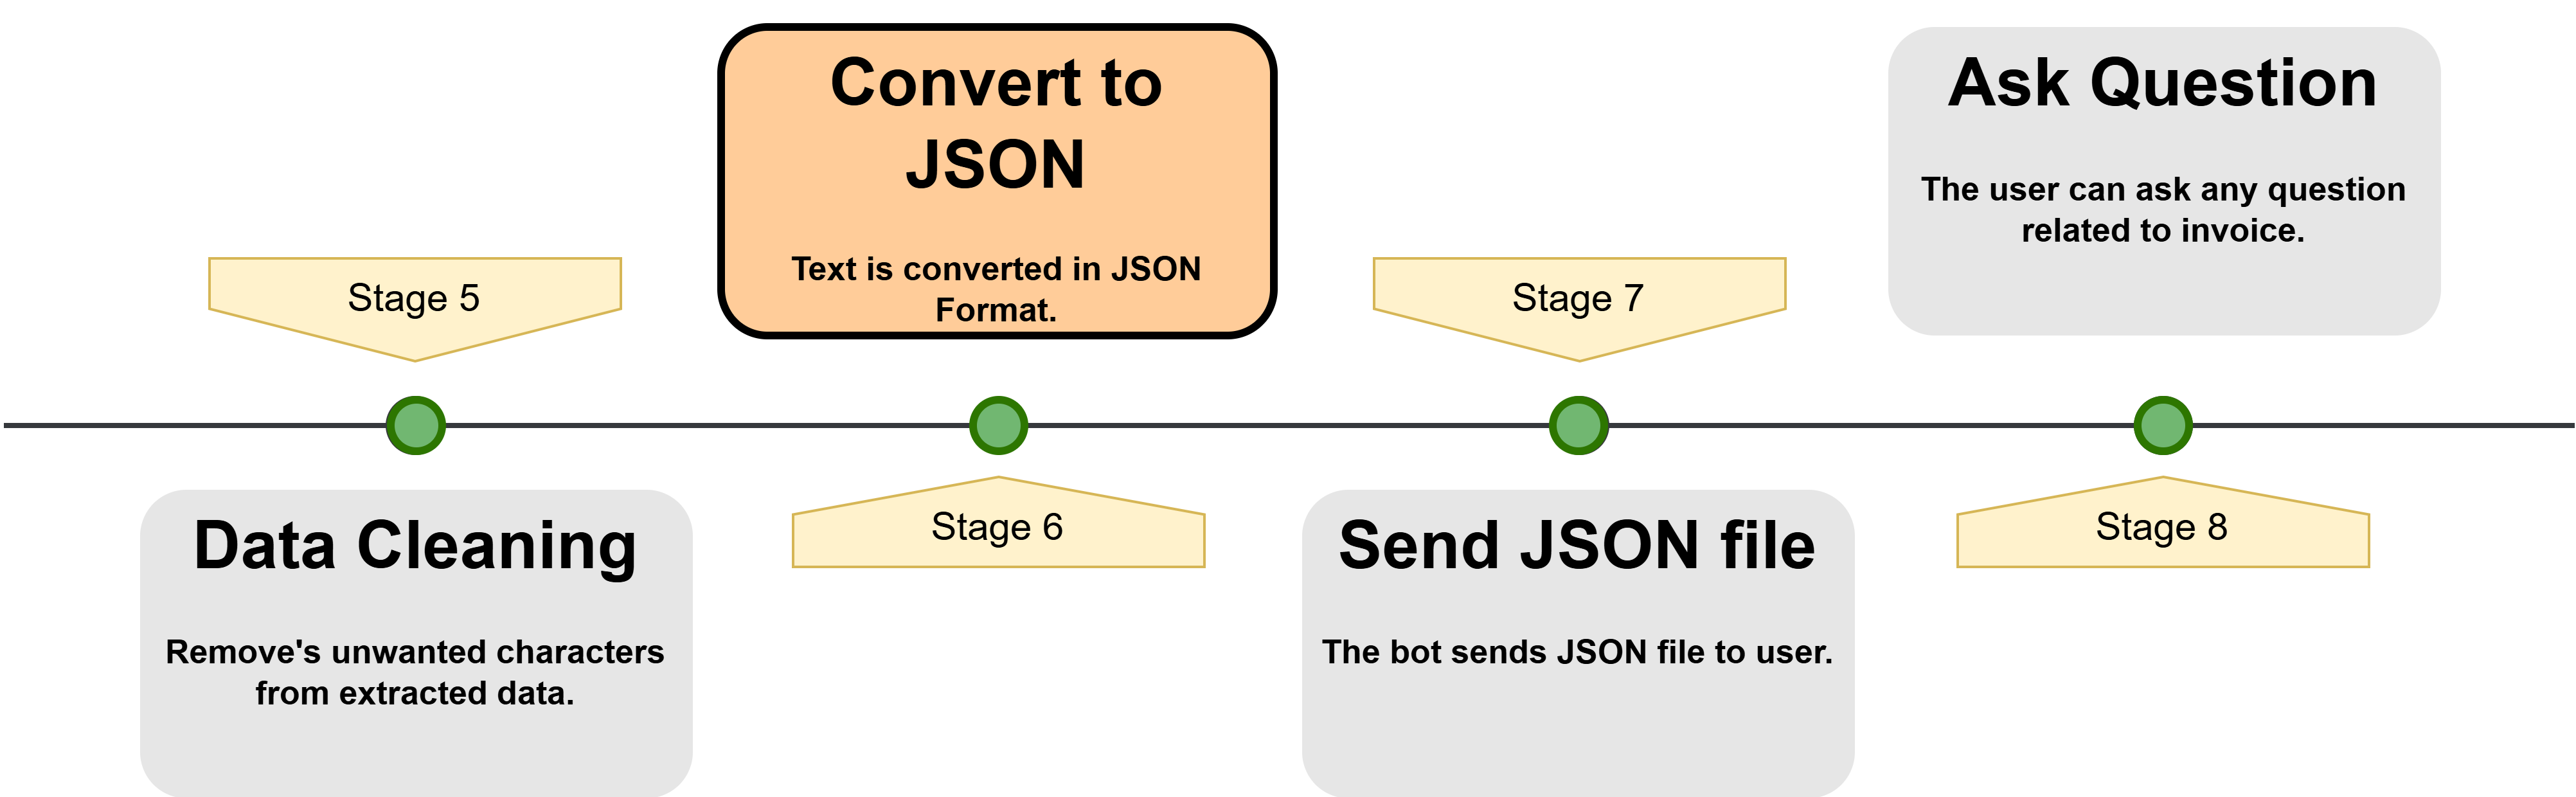 Stage 5
Data Cleaning
Remove's unwanted characters
from extracted data.
Convert to
JSON
Text is converted in JSON
Format.
Stage 6
Stage 7
Send JSON file
The bot sends JSON file to user.
Ask Question
The user can ask any question
related to invoice.
Stage 8